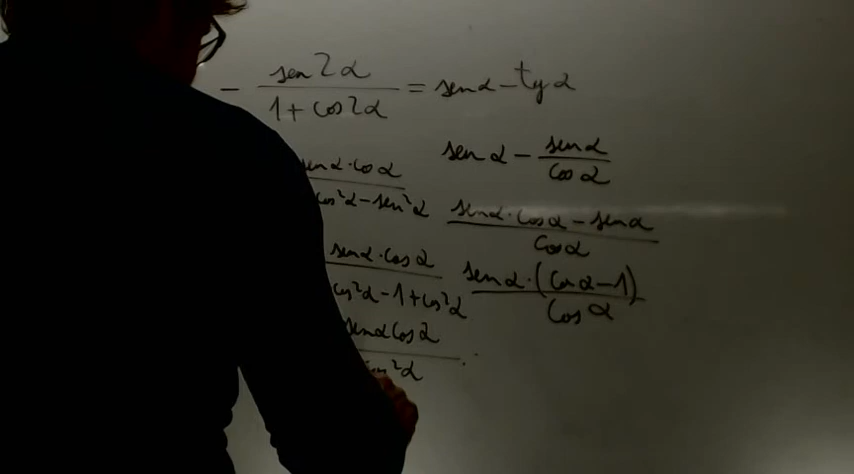 - sen 2α / 1 + cos 2α = sen α - tg α
sen α · cos α / cos²α - sen²α
sen α - sen α / cos α
sen α · cos α - sen α / cos α
sen α · cos α / cos²α - 1 + cos²α
sen α · (cos α - 1) / cos α
sen α cos α / cos²α